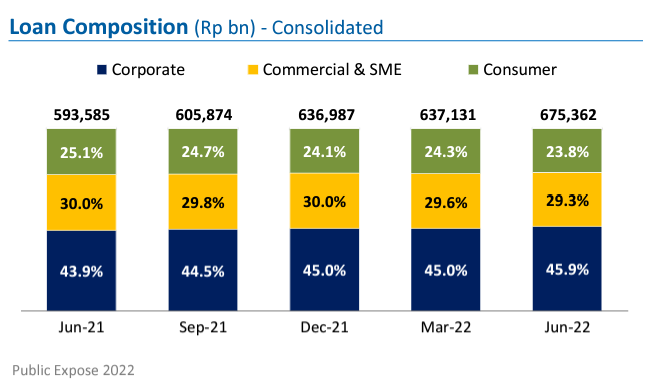 Loan Composition (Rp bn) - Consolidated
Corporate Commercial & SME Consumer
593,585 605,874 636,987 637,131 675,362
25.1% 24.7% 24.1% 24.3% 23.8%
30.0% 29.8% 30.0% 29.6% 29.3%
43.9% 44.5% 45.0% 45.0% 45.9%
Jun-21 Sep-21 Dec-21 Mar-22 Jun-22
Public Expose 2022